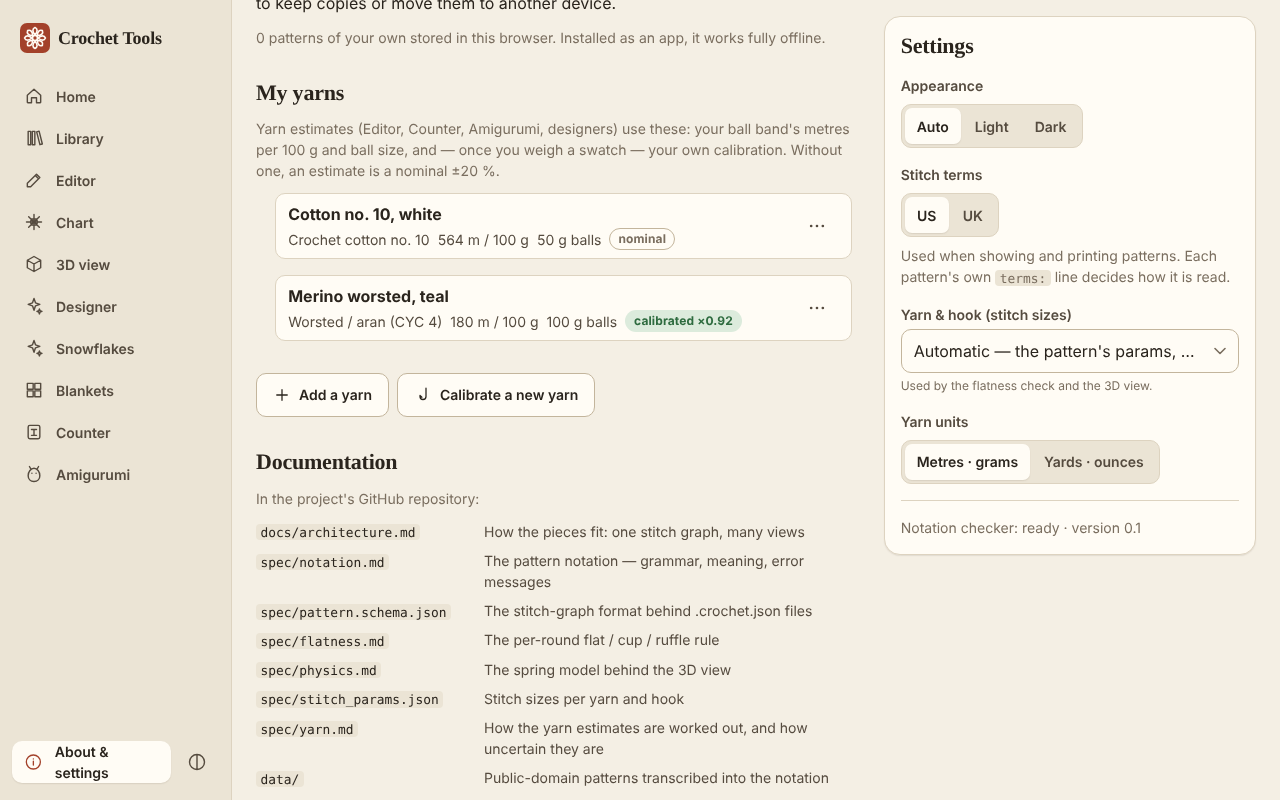 Crochet Tools
Home
Library
Editor
Chart
3D view
Designer
Snowflakes
Blankets
Counter
Amigurumi
About &
settings
to keep copies or move them to another device.
0 patterns of your own stored in this browser. Installed as an app, it works fully offline.
My yarns
Yarn estimates (Editor, Counter, Amigurumi, designers) use these: your ball band's metres
per 100 g and ball size, and — once you weigh a swatch — your own calibration. Without
one, an estimate is a nominal ±20 %.
Cotton no. 10, white
Crochet cotton no. 10 564 m / 100 g 50 g balls nominal
Merino worsted, teal
Worsted / aran (CYC 4) 180 m / 100 g 100 g balls calibrated ×0.92
Add a yarn Calibrate a new yarn
Documentation
In the project's GitHub repository:
docs/architecture.md How the pieces fit: one stitch graph, many views
spec/notation.md The pattern notation — grammar, meaning, error
messages
spec/pattern.schema.json The stitch-graph format behind .crochet.json files
spec/flatness.md The per-round flat / cup / ruffle rule
spec/physics.md The spring model behind the 3D view
spec/stitch_params.json Stitch sizes per yarn and hook
spec/yarn.md How the yarn estimates are worked out, and how
uncertain they are
data/ Public-domain patterns transcribed into the notation
Settings
Appearance
Auto Light Dark
Stitch terms
US UK
Used when showing and printing patterns. Each
pattern's own terms: line decides how it is read.
Yarn & hook (stitch sizes)
Automatic — the pattern's params, ...
Used by the flatness check and the 3D view.
Yarn units
Metres · grams Yards · ounces
Notation checker: ready · version 0.1